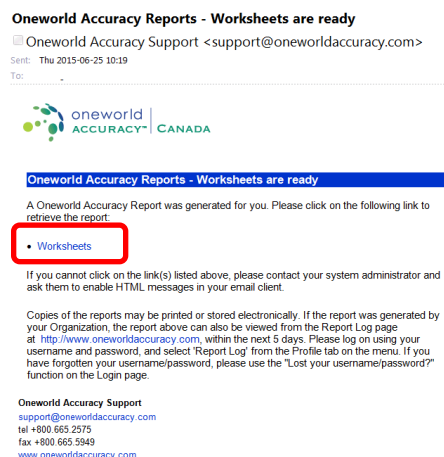 Oneworld Accuracy Reports - Worksheets are ready
Oneworld Accuracy Support <support@oneworldaccuracy.com>
Sent: Thu 2015-06-25 10:19
To:
oneworld
ACCURACY™ CANADA
Oneworld Accuracy Reports - Worksheets are ready
A Oneworld Accuracy Report was generated for you. Please click on the following link to
retrieve the report:
• Worksheets
If you cannot click on the link(s) listed above, please contact your system administrator and
ask them to enable HTML messages in your email client.
Copies of the reports may be printed or stored electronically. If the report was generated by
your Organization, the report above can also be viewed from the Report Log page
at http://www.oneworldaccuracy.com, within the next 5 days. Please log on using your
username and password, and select 'Report Log' from the Profile tab on the menu. If you
have forgotten your username/password, please use the "Lost your username/password?"
function on the Login page.
Oneworld Accuracy Support
support@oneworldaccuracy.com
tel +800.665.2575
fax +800.665.5949
www.oneworldaccuracy.com